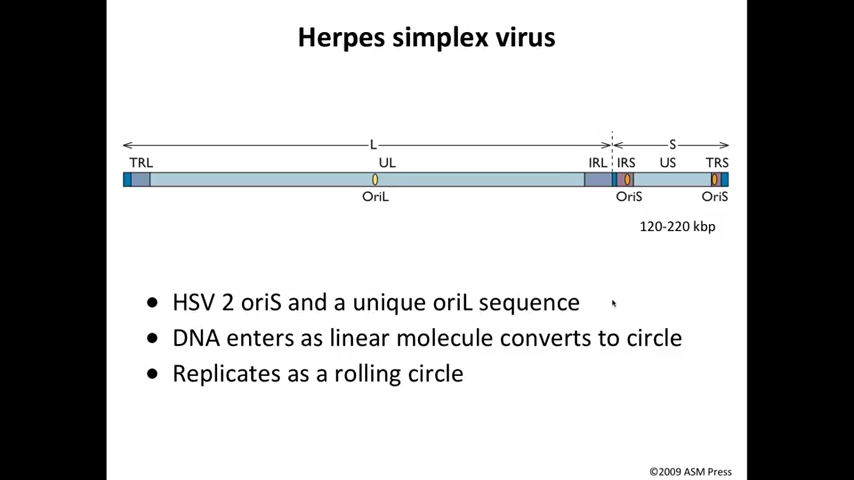 Herpes simplex virus
L S
TRL UL IRL IRS US TRS
OriL OriS OriS
120-220 kbp
● HSV 2 oriS and a unique oriL sequence
● DNA enters as linear molecule converts to circle
● Replicates as a rolling circle
©2009 ASM Press